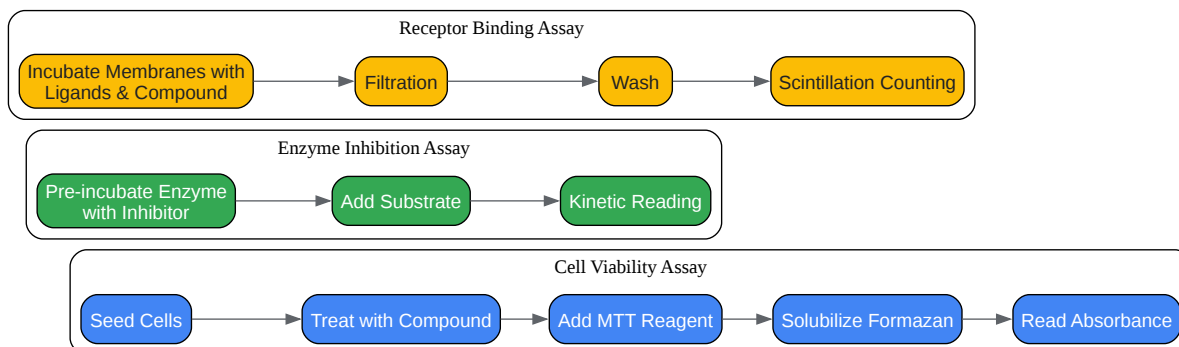 Receptor Binding Assay
Incubate Membranes with
Ligands & Compound
Filtration
Wash
Scintillation Counting
Enzyme Inhibition Assay
Pre-incubate Enzyme
with Inhibitor
Add Substrate
Kinetic Reading
Cell Viability Assay
Seed Cells
Treat with Compound
Add MTT Reagent
Solubilize Formazan
Read Absorbance